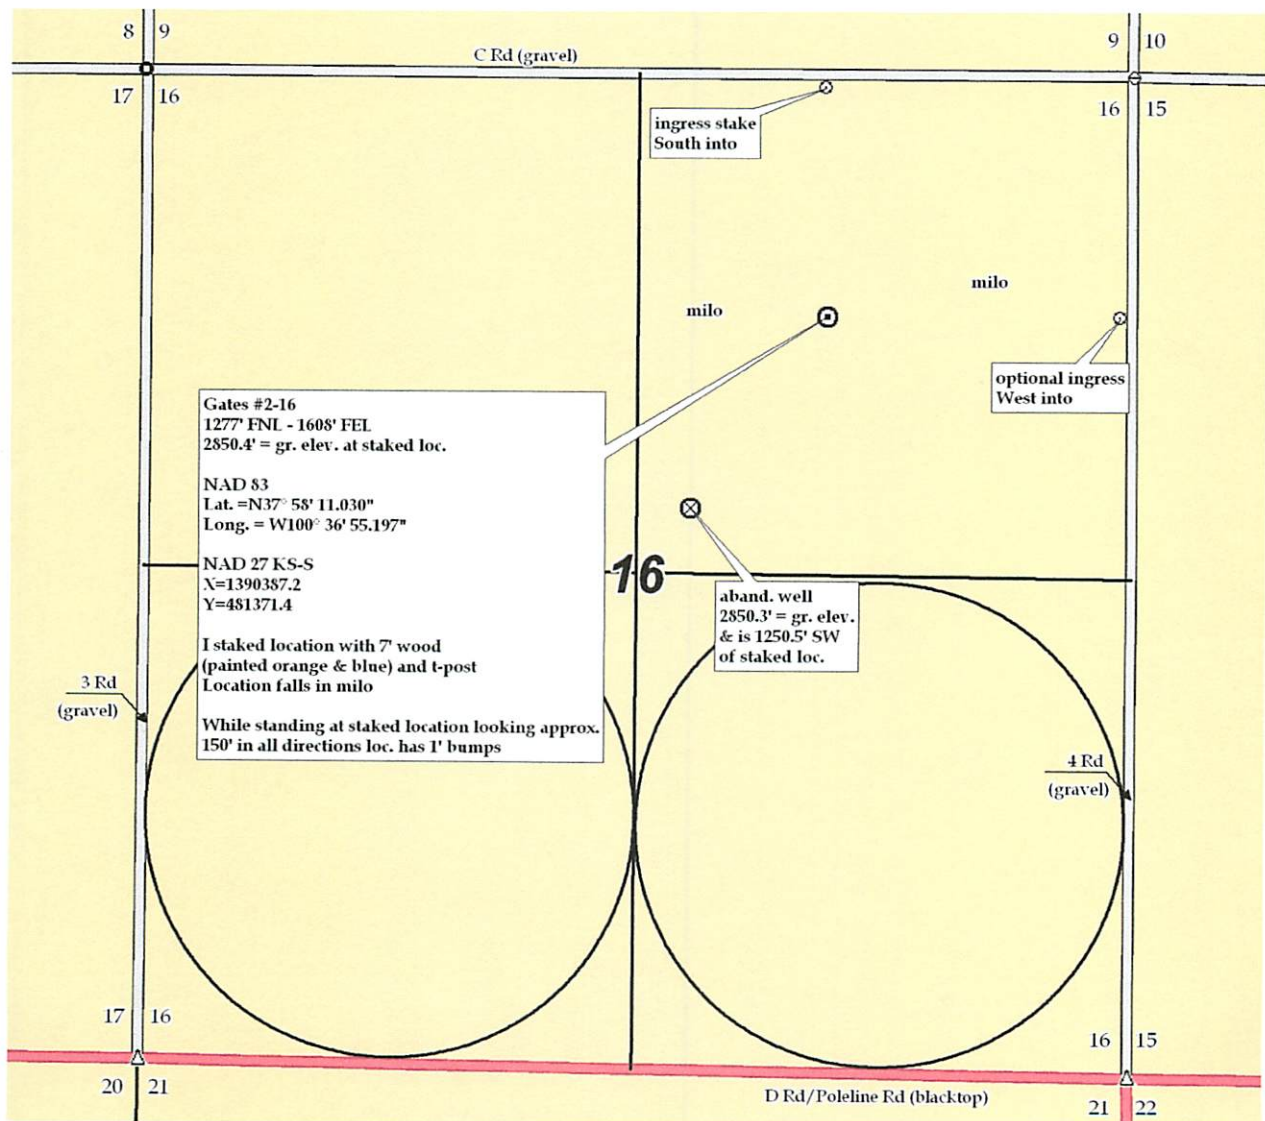 8 9
9 10
C Rd (gravel)
17 16
16 15
ingress stake
South into
milo
milo
optional ingress
West into
Gates #2-16
1277' FNL - 1608' FEL
2850.4' = gr. elev. at staked loc.
NAD 83
Lat. =N37° 58' 11.030"
Long. = W100° 36' 55.197"
NAD 27 KS-S
X=1390387.2
Y=481371.4
I staked location with 7' wood
(painted orange & blue) and t-post
Location falls in milo
While standing at staked location looking approx.
150' in all directions loc. has 1' bumps
16
aband. well
2850.3' = gr. elev.
& is 1250.5' SW
of staked loc.
3 Rd
(gravel)
4 Rd
(gravel)
17 16
16 15
20 21
D Rd/Poleline Rd (blacktop)
21 22